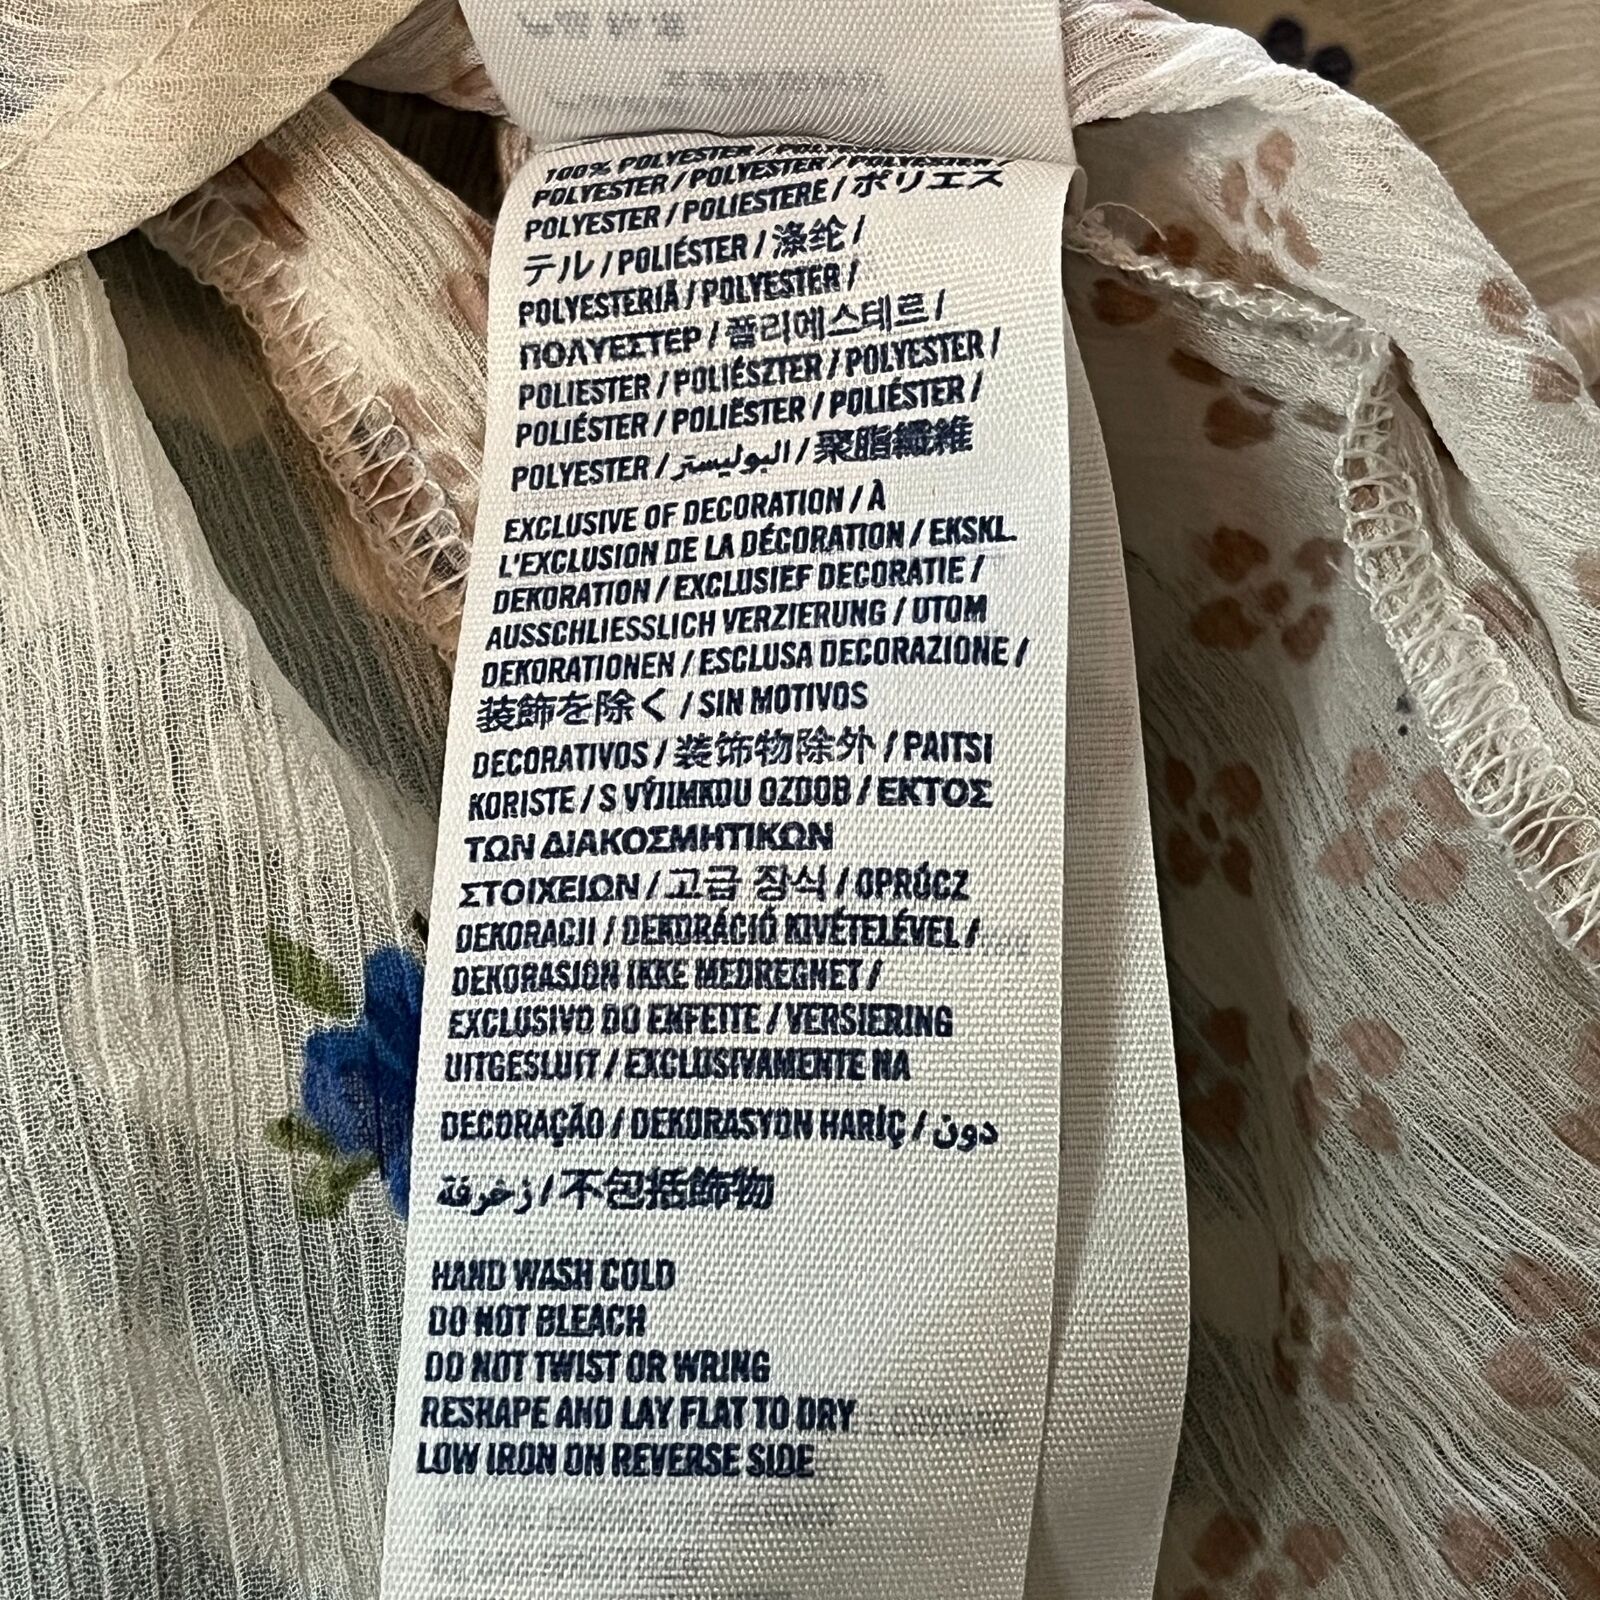 100% POLYESTER / POLYESTER /
POLYESTER / POLYESTER / POLYESTER /
POLYESTER / POLIESTERE / ポリエス
テル / POLIÉSTER / 涤纶 /
POLYESTERIÄ / POLYESTER /
ΠΟΛΥΕΣΤΕΡ / 폴리에스테르 /
POLIESTER / POLIÉSZTER / POLYESTER /
POLIÉSTER / POLIËSTER / POLIÉSTER /
POLYESTER / البوليستر / 聚脂纖維
EXCLUSIVE OF DECORATION / À
L'EXCLUSION DE LA DÉCORATION / EKSKL.
DEKORATION / EXCLUSIEF DECORATIE /
AUSSCHLIESSLICH VERZIERUNG / UTOM
DEKORATIONEN / ESCLUSA DECORAZIONE /
装飾を除く / SIN MOTIVOS
DECORATIVOS / 装饰物除外 / PAITSI
KORISTE / S VÝJIMKOU OZDOB / ΕΚΤΟΣ
ΤΩΝ ΔΙΑΚΟΣΜΗΤΙΚΩΝ
ΣΤΟΙΧΕΙΩΝ / 고급 장식 / OPRÓCZ
DEKORACJI / DEKORÁCIÓ KIVÉTELÉVEL /
DEKORASJON IKKE MEDREGNET /
EXCLUSIVO DO ENFEITE / VERSIERING
UITGESLUIT / EXCLUSIVAMENTE NA
DECORAÇÃO / DEKORASYON HARİÇ / دون
زخرفة / 不包括飾物
HAND WASH COLD
DO NOT BLEACH
DO NOT TWIST OR WRING
RESHAPE AND LAY FLAT TO DRY
LOW IRON ON REVERSE SIDE